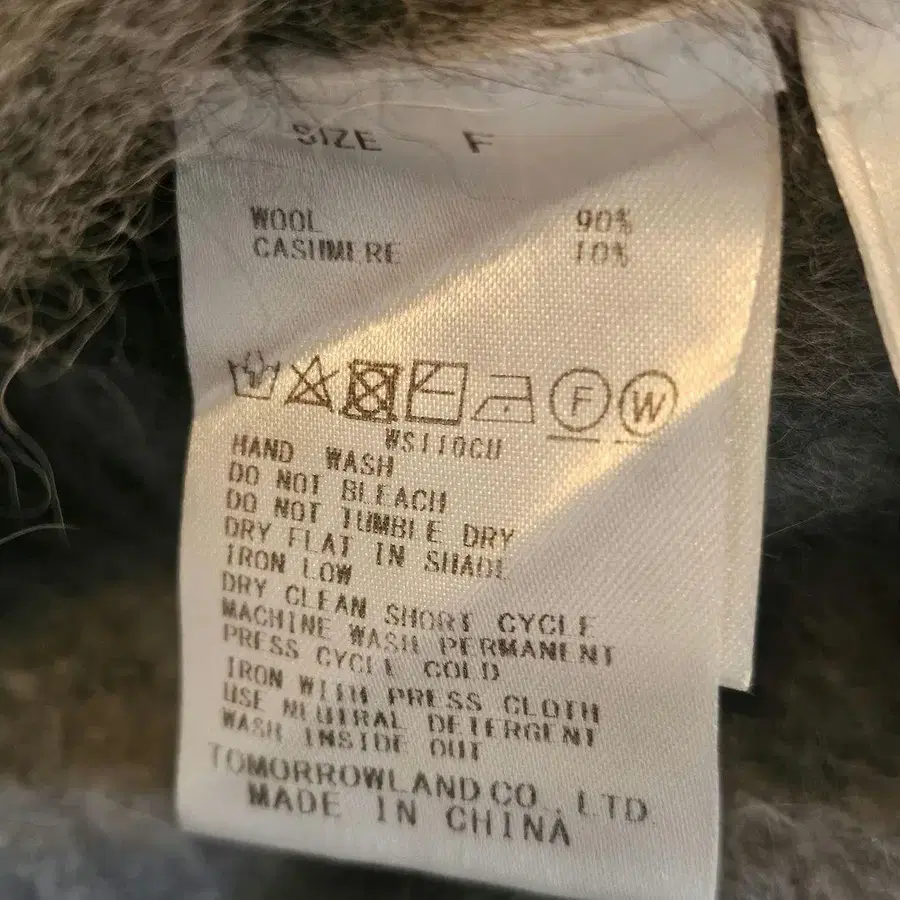 SIZE F
WOOL 90%
CASHMERE 10%
F W
WS110CU
HAND WASH
DO NOT BLEACH
DO NOT TUMBLE DRY
DRY FLAT IN SHADE
IRON LOW
DRY CLEAN SHORT CYCLE
MACHINE WASH PERMANENT
PRESS CYCLE COLD
IRON WITH PRESS CLOTH
USE NEUTRAL DETERGENT
WASH INSIDE OUT
TOMORROWLAND CO., LTD.
MADE IN CHINA